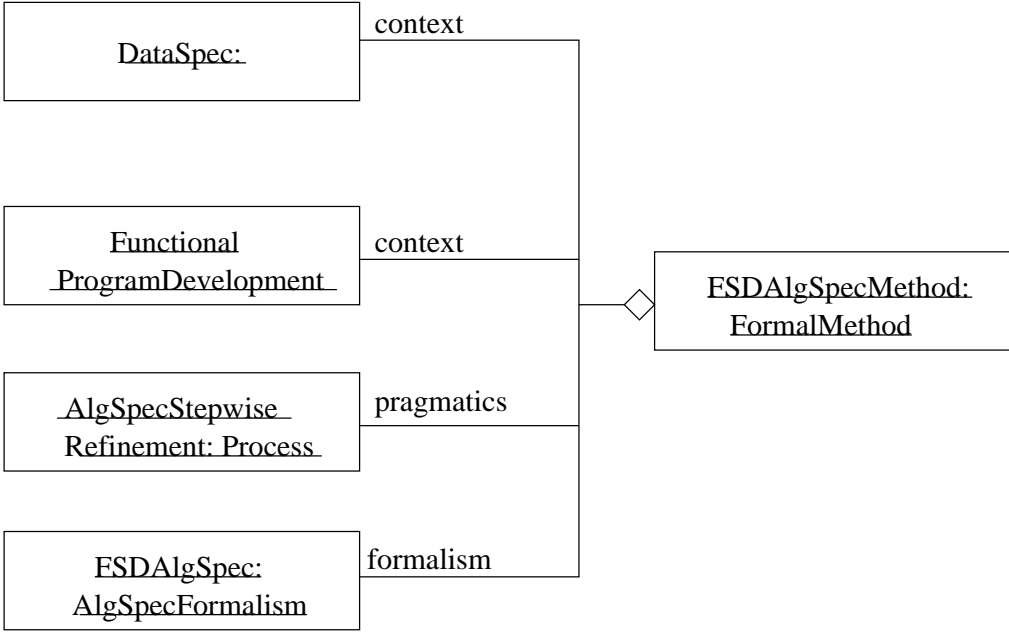 context
DataSpec:
Functional
ProgramDevelopment
context
FSDAlgSpecMethod:
FormalMethod
AlgSpecStepwise
Refinement: Process
pragmatics
FSDAlgSpec:
AlgSpecFormalism
formalism